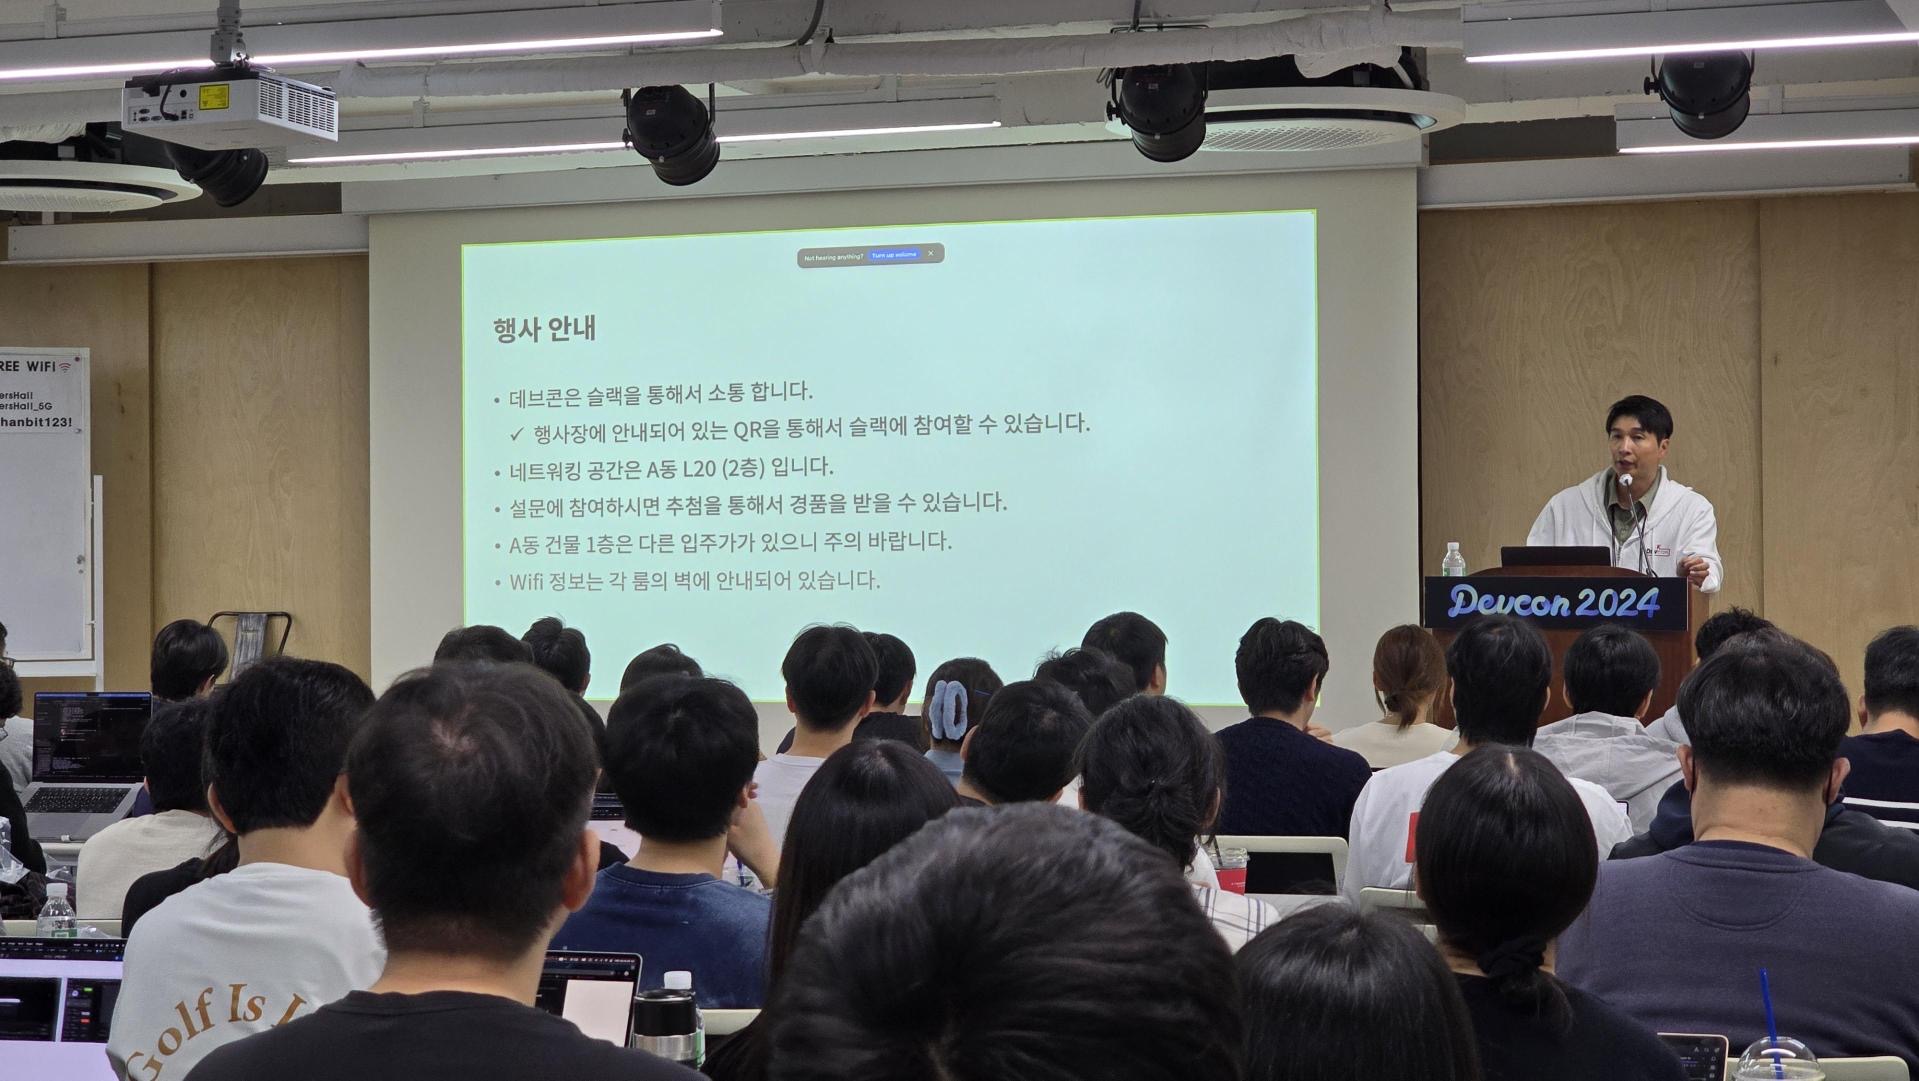 Not hearing anything? Turn up volume
행사 안내
• 데브콘은 슬랙을 통해서 소통 합니다.
✓ 행사장에 안내되어 있는 QR을 통해서 슬랙에 참여할 수 있습니다.
• 네트워킹 공간은 A동 L20 (2층) 입니다.
• 설문에 참여하시면 추첨을 통해서 경품을 받을 수 있습니다.
• A동 건물 1층은 다른 입주가가 있으니 주의 바랍니다.
• Wifi 정보는 각 룸의 벽에 안내되어 있습니다.
REE WIFI
ersHall
ersHall_5G
hanbit123!
Devcon 2024
Golf Is